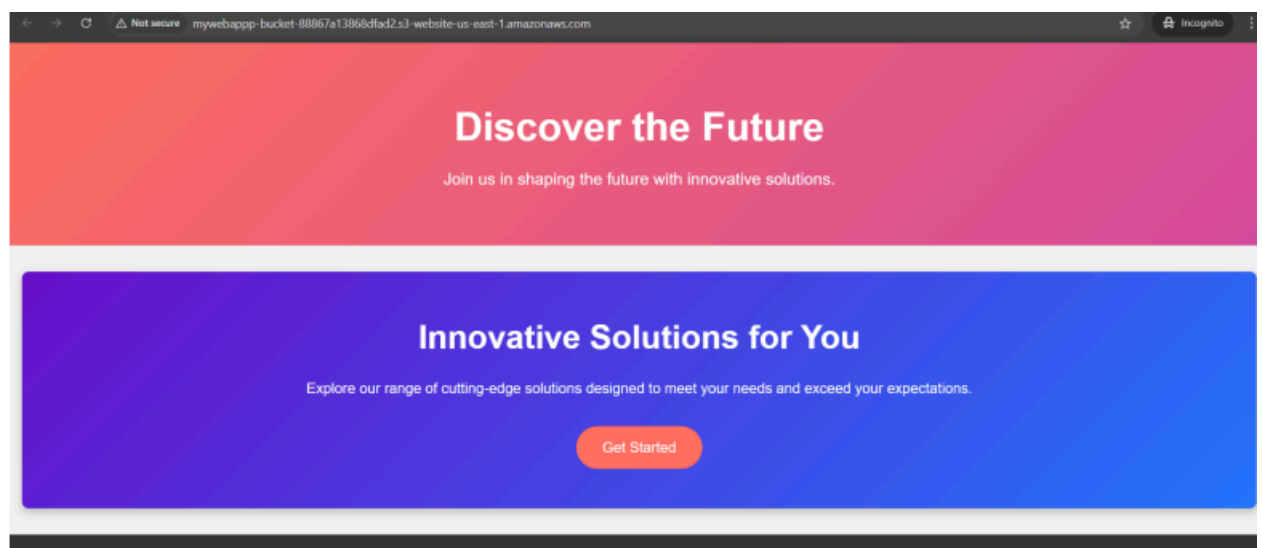 Not secure mywebappp-bucket-88867a13868dfad2.s3-website-us-east-1.amazonaws.com Incognito
Discover the Future
Join us in shaping the future with innovative solutions.
Innovative Solutions for You
Explore our range of cutting-edge solutions designed to meet your needs and exceed your expectations.
Get Started